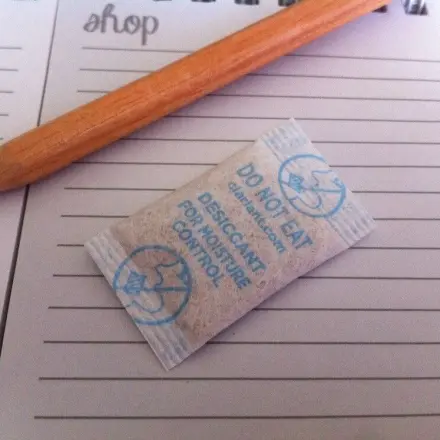 shop
DO NOT EAT
clariant.com
DESICCANT
FOR MOISTURE
CONTROL